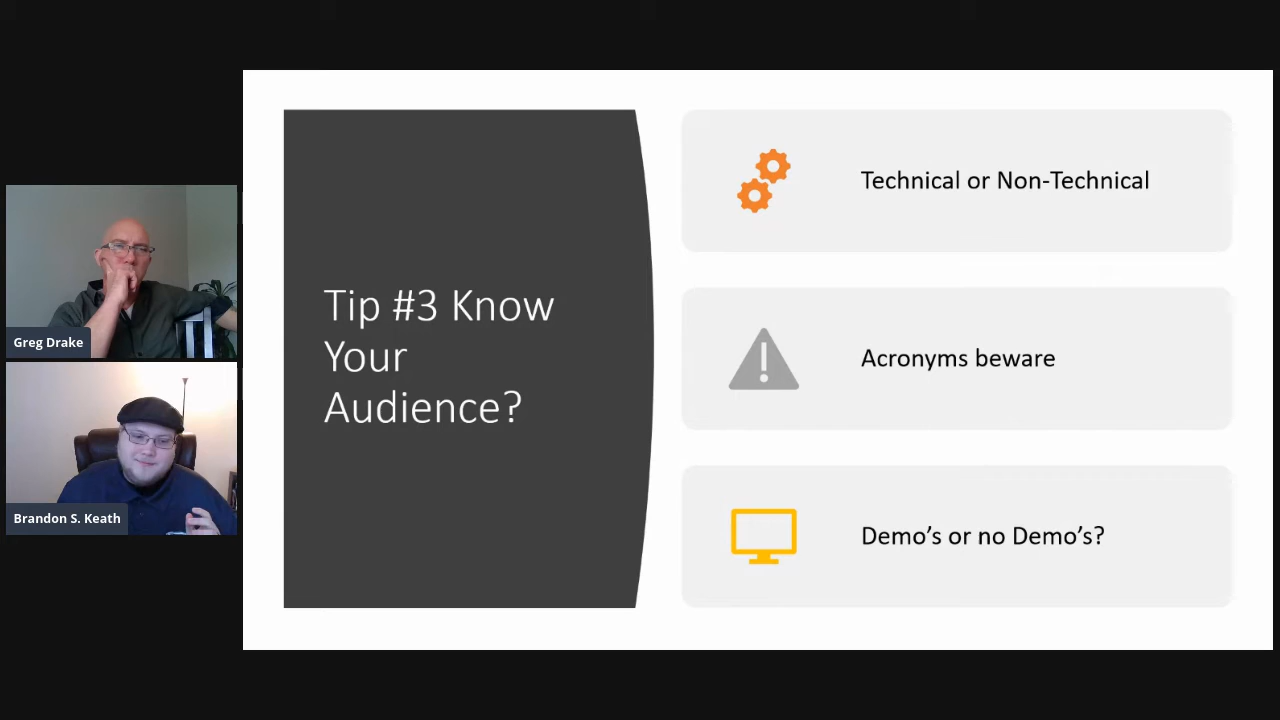 Greg Drake
Brandon S. Keath
Tip #3 Know
Your
Audience?
Technical or Non-Technical
Acronyms beware
Demo’s or no Demo’s?